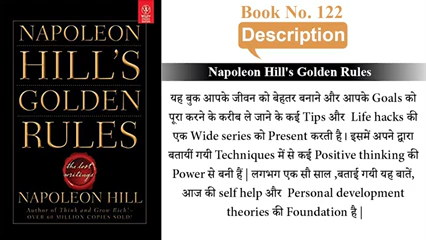 NAPOLEON
HILL'S
GOLDEN
RULES
the lost
writings
NAPOLEON HILL
Author of Think and Grow Rich!—
OVER 60 MILLION COPIES SOLD!
Book No. 122
Description
Napoleon Hill's Golden Rules
यह बुक आपके जीवन को बेहतर बनाने और आपके Goals को
पूरा करने के करीब ले जाने के कई Tips और Life hacks की
एक Wide series को Present करती है। इसमें अपने द्वारा
बतायीं गयी Techniques में से कई Positive thinking की
Power से बनी हैं | लगभग एक सौ साल ,बताई गयी यह बातें,
आज की self help और Personal development
theories की Foundation है |